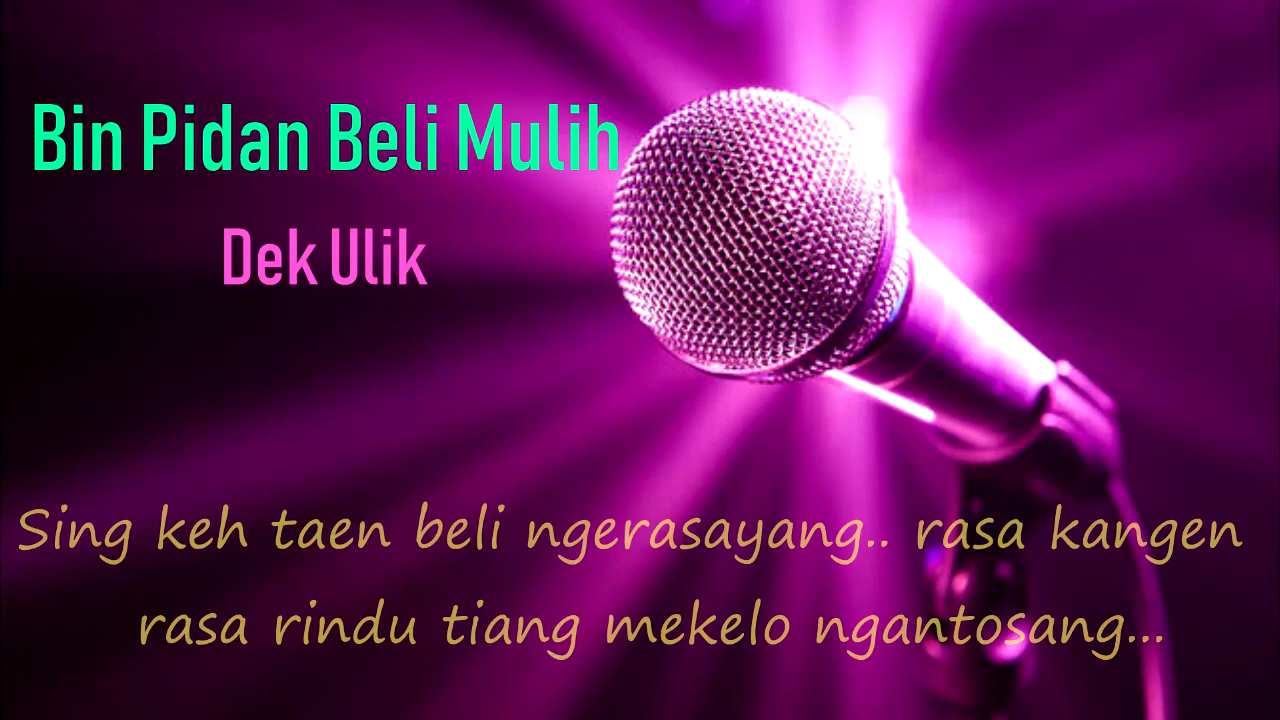 Bin Pidan Beli Mulih
Dek Ulik
Sing keh taen beli ngerasayang.. rasa kangen
rasa rindu tiang mekelo ngantosang...